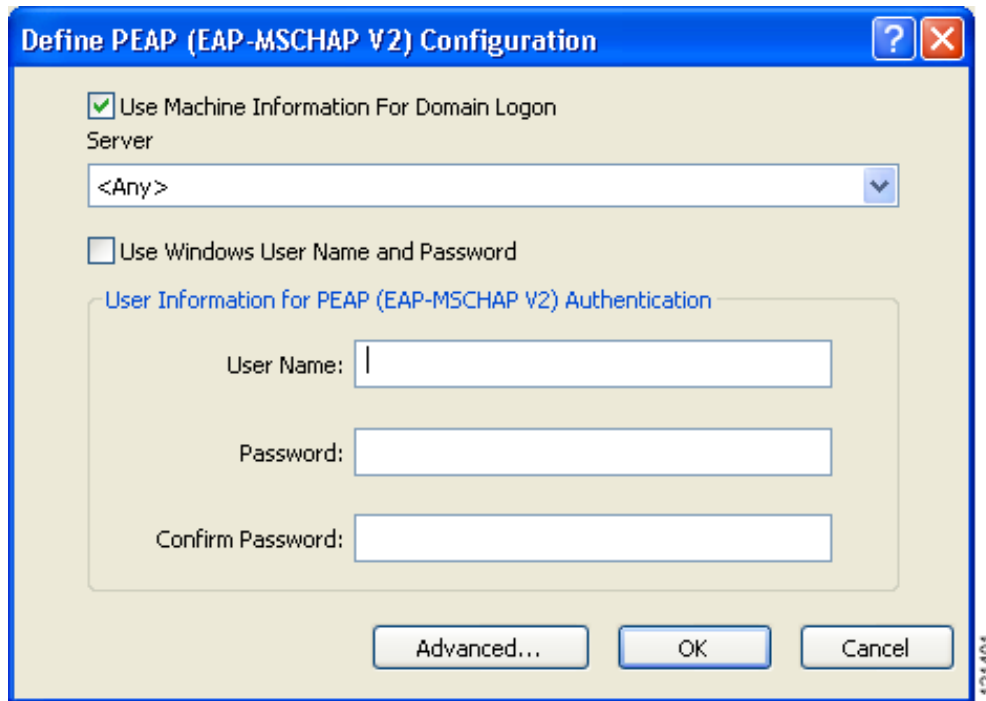 Define PEAP (EAP-MSCHAP V2) Configuration
Use Machine Information For Domain Logon
Server
<Any>
Use Windows User Name and Password
User Information for PEAP (EAP-MSCHAP V2) Authentication
User Name:
Password:
Confirm Password:
Advanced...
OK
Cancel